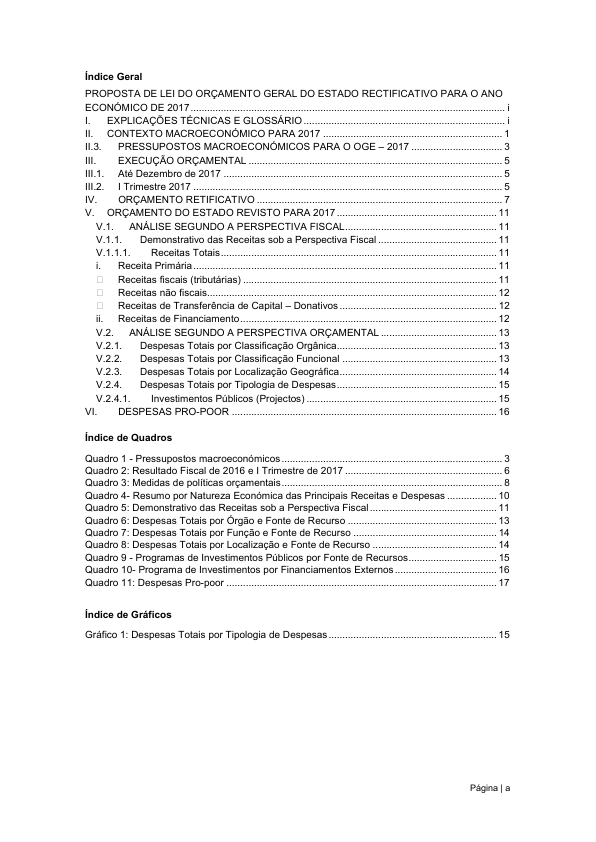 Índice Geral
PROPOSTA DE LEI DO ORÇAMENTO GERAL DO ESTADO RECTIFICATIVO PARA O ANO
ECONÓMICO DE 2017 i
I. EXPLICAÇÕES TÉCNICAS E GLOSSÁRIO i
II. CONTEXTO MACROECONÓMICO PARA 2017 1
II.3. PRESSUPOSTOS MACROECONÓMICOS PARA O OGE – 2017 3
III. EXECUÇÃO ORÇAMENTAL 5
III.1. Até Dezembro de 2017 5
III.2. I Trimestre 2017 5
IV. ORÇAMENTO RETIFICATIVO 7
V. ORÇAMENTO DO ESTADO REVISTO PARA 2017 11
V.1. ANÁLISE SEGUNDO A PERSPECTIVA FISCAL 11
V.1.1. Demonstrativo das Receitas sob a Perspectiva Fiscal 11
V.1.1.1. Receitas Totais 11
i. Receita Primária 11
Receitas fiscais (tributárias) 11
Receitas não fiscais 12
Receitas de Transferência de Capital – Donativos 12
ii. Receitas de Financiamento 12
V.2. ANÁLISE SEGUNDO A PERSPECTIVA ORÇAMENTAL 13
V.2.1. Despesas Totais por Classificação Orgânica 13
V.2.2. Despesas Totais por Classificação Funcional 13
V.2.3. Despesas Totais por Localização Geográfica 14
V.2.4. Despesas Totais por Tipologia de Despesas 15
V.2.4.1. Investimentos Públicos (Projectos) 15
VI. DESPESAS PRO-POOR 16
Índice de Quadros
Quadro 1 - Pressupostos macroeconómicos 3
Quadro 2: Resultado Fiscal de 2016 e I Trimestre de 2017 6
Quadro 3: Medidas de políticas orçamentais 8
Quadro 4- Resumo por Natureza Económica das Principais Receitas e Despesas 10
Quadro 5: Demonstrativo das Receitas sob a Perspectiva Fiscal 11
Quadro 6: Despesas Totais por Órgão e Fonte de Recurso 13
Quadro 7: Despesas Totais por Função e Fonte de Recurso 14
Quadro 8: Despesas Totais por Localização e Fonte de Recurso 14
Quadro 9 - Programas de Investimentos Públicos por Fonte de Recursos 15
Quadro 10- Programa de Investimentos por Financiamentos Externos 16
Quadro 11: Despesas Pro-poor 17
Índice de Gráficos
Gráfico 1: Despesas Totais por Tipologia de Despesas 15
Página | a